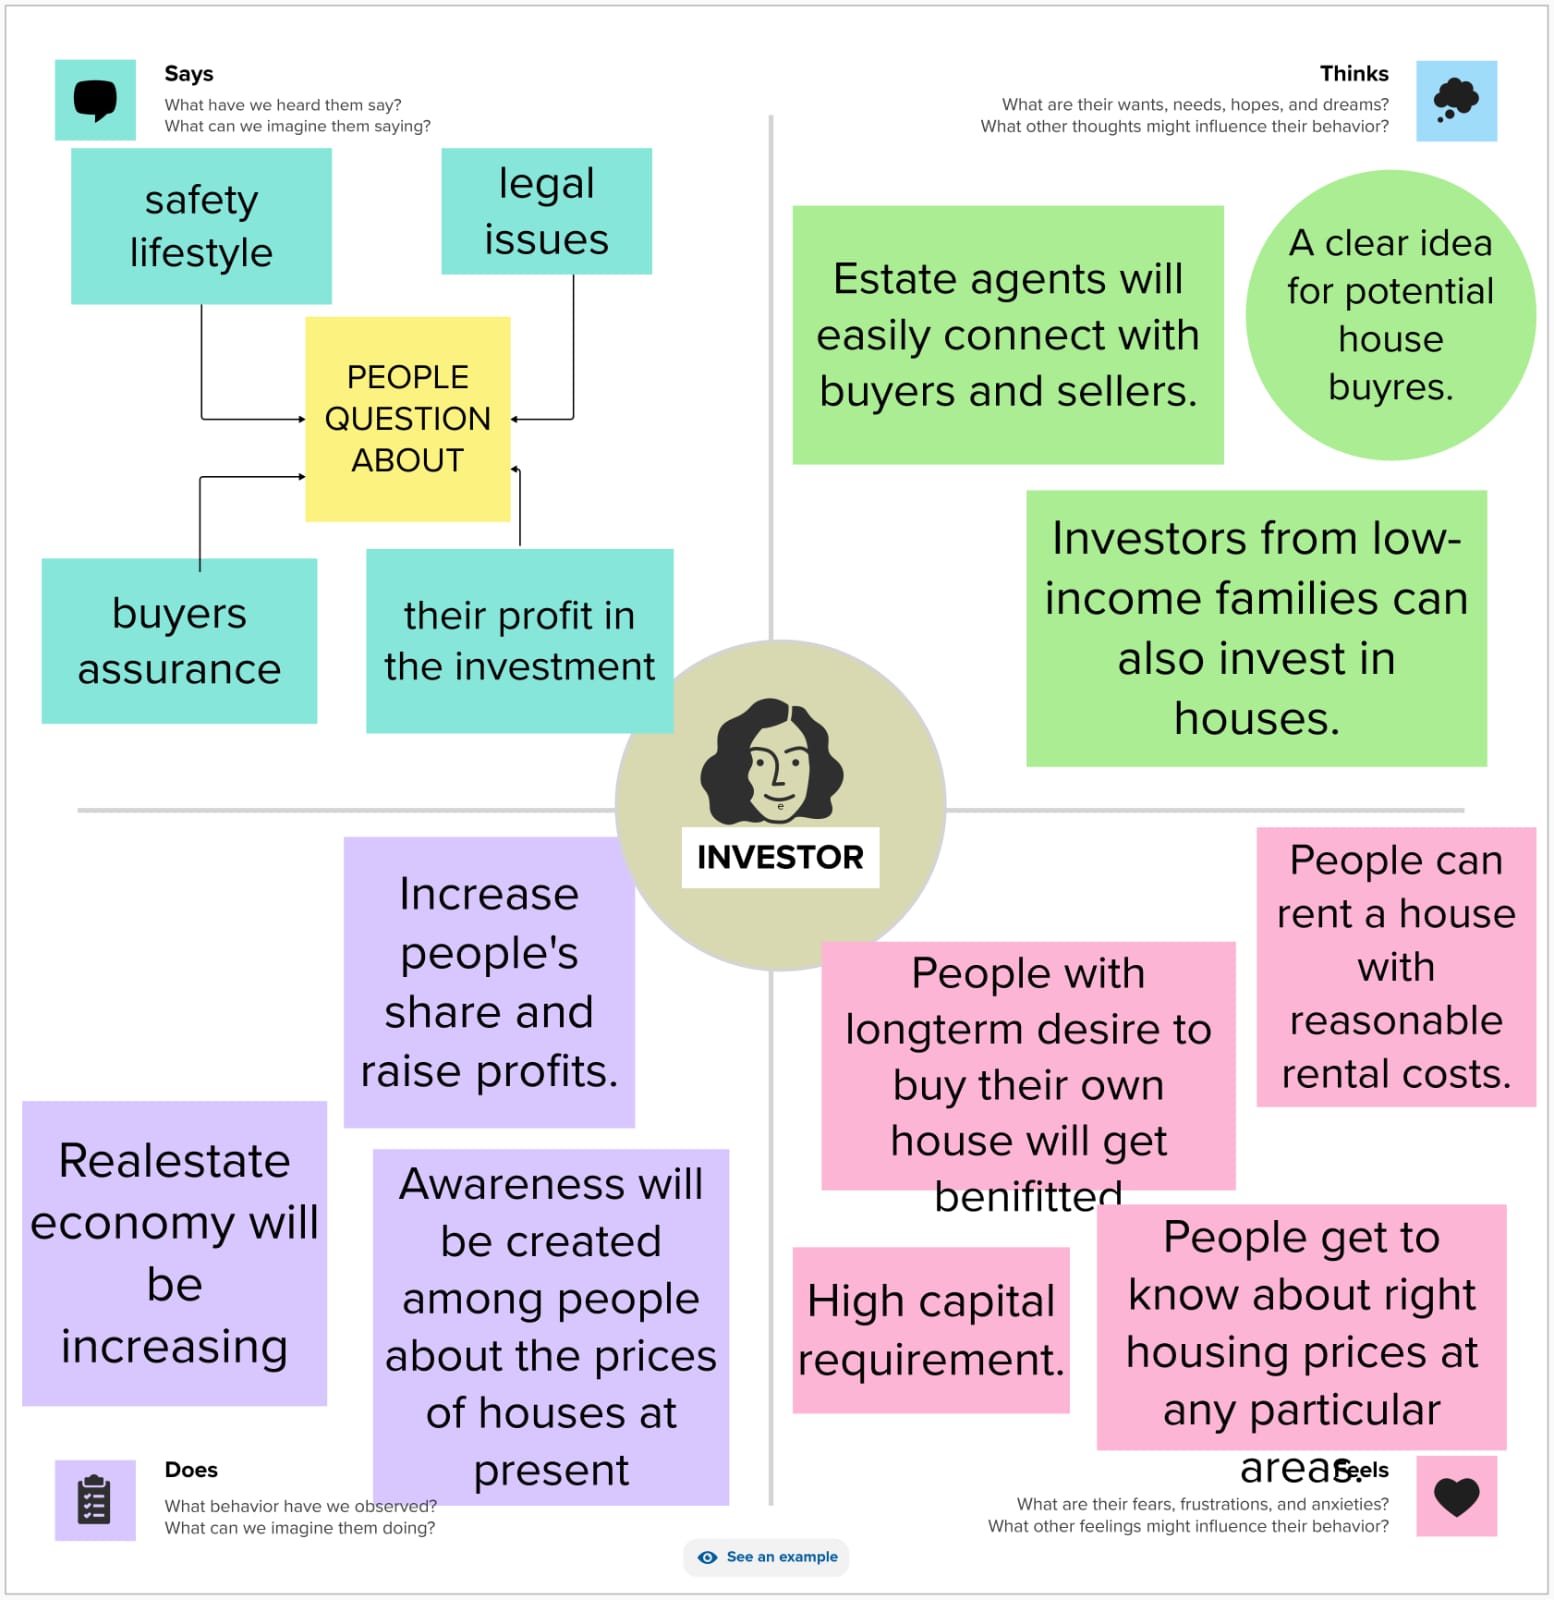 Says
What have we heard them say?
What can we imagine them saying?
safety
lifestyle
legal
issues
PEOPLE
QUESTION
ABOUT
buyers
assurance
their profit in
the investment
Thinks
What are their wants, needs, hopes, and dreams?
What other thoughts might influence their behavior?
Estate agents will
easily connect with
buyers and sellers.
A clear idea
for potential
house
buyres.
Investors from low-
income families can
also invest in
houses.
e
INVESTOR
Increase
people's
share and
raise profits.
Realestate
economy will
be
increasing
Awareness will
be created
among people
about the prices
of houses at
present
Does
What behavior have we observed?
What can we imagine them doing?
People with
longterm desire to
buy their own
house will get
benifitted
People can
rent a house
with
reasonable
rental costs.
High capital
requirement.
People get to
know about right
housing prices at
any particular
areas.
Feels
What are their fears, frustrations, and anxieties?
What other feelings might influence their behavior?
See an example